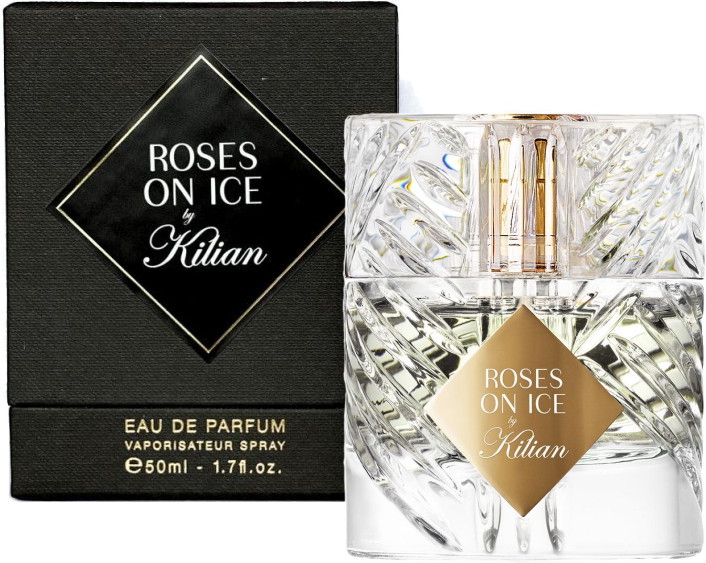 ROSES
ON ICE
by
Kilian
EAU DE PARFUM
VAPORISATEUR SPRAY
℮50ml - 1.7fl.oz.
ROSES
ON ICE
by
Kilian